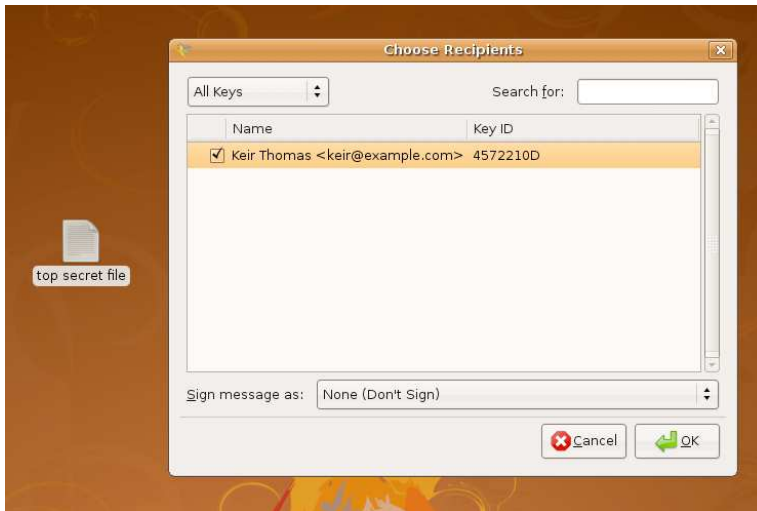 Choose Recipients
All Keys
Search for:
Name Key ID
Keir Thomas <keir@example.com> 4572210D
top secret file
Sign message as: None (Don't Sign)
Cancel OK